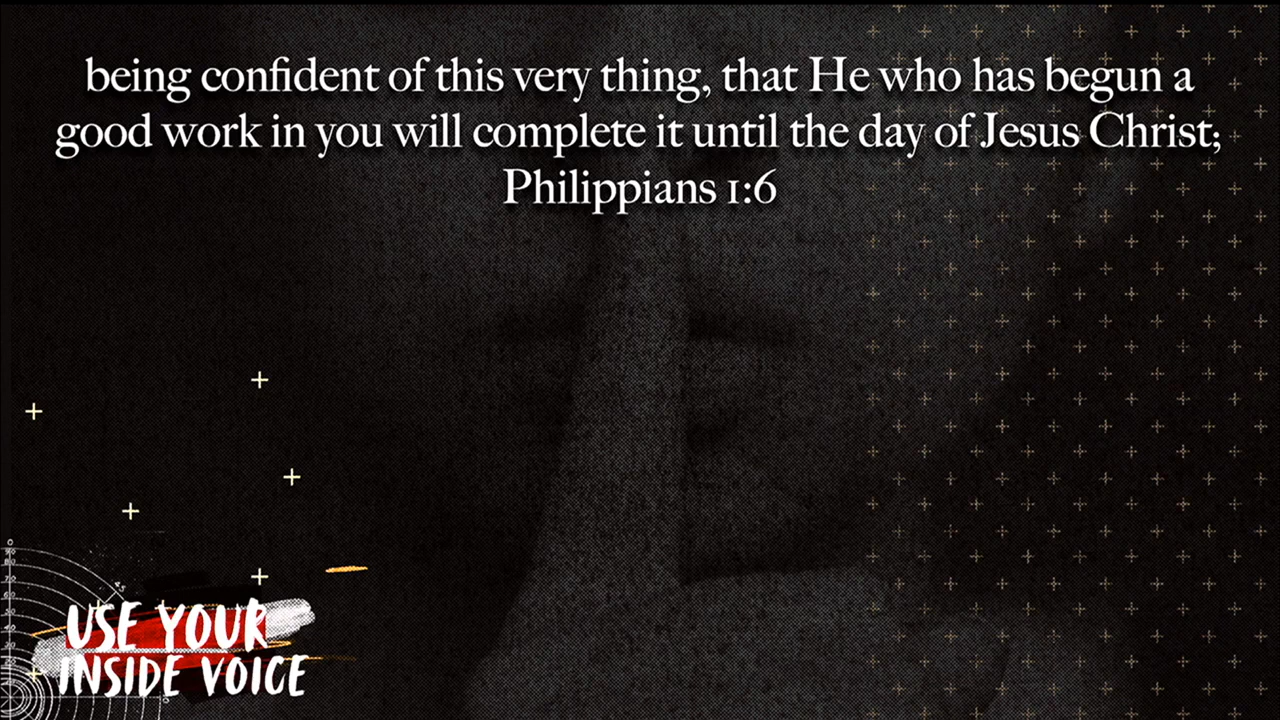 being confident of this very thing, that He who has begun a
good work in you will complete it until the day of Jesus Christ;
Philippians 1:6
USE YOUR
INSIDE VOICE